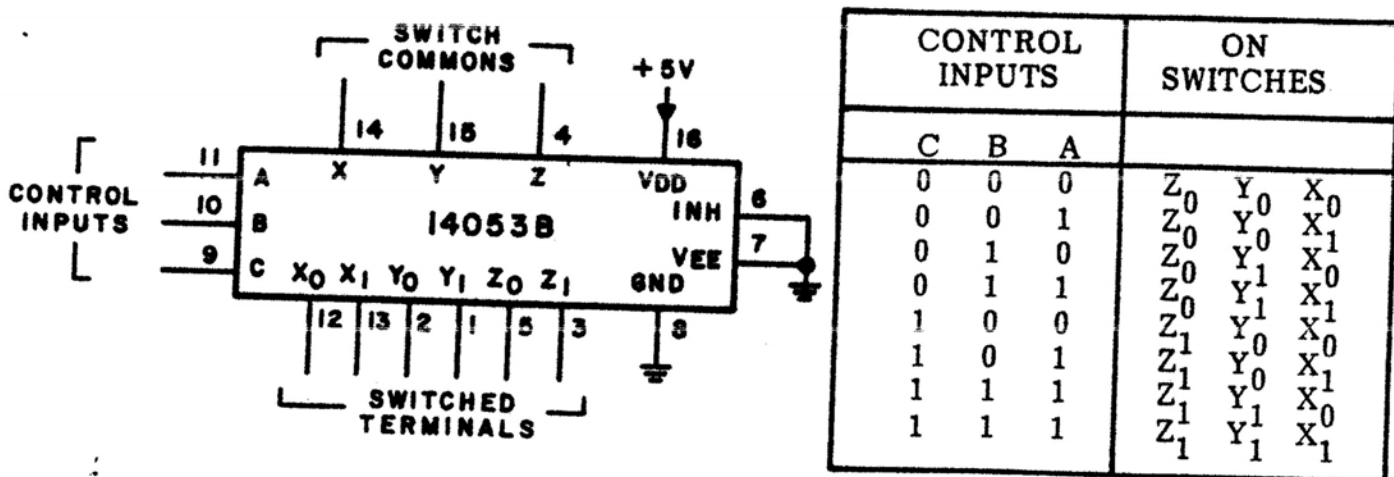 SWITCH
COMMONS
+5V
14 15 4 16
CONTROL
INPUTS
11 A X Y Z VDD
INH 6
10 B 14053B
VEE 7
9 C X0 X1 Y0 Y1 Z0 Z1 GND
12 13 2 1 5 3 8
SWITCHED
TERMINALS
CONTROL
INPUTS
ON
SWITCHES
C B A
0 0 0 Z0 Y0 X0
0 0 1 Z0 Y0 X1
0 1 0 Z0 Y1 X0
0 1 1 Z0 Y1 X1
1 0 0 Z1 Y0 X0
1 0 1 Z1 Y0 X1
1 1 1 Z1 Y1 X0
1 1 1 Z1 Y1 X1